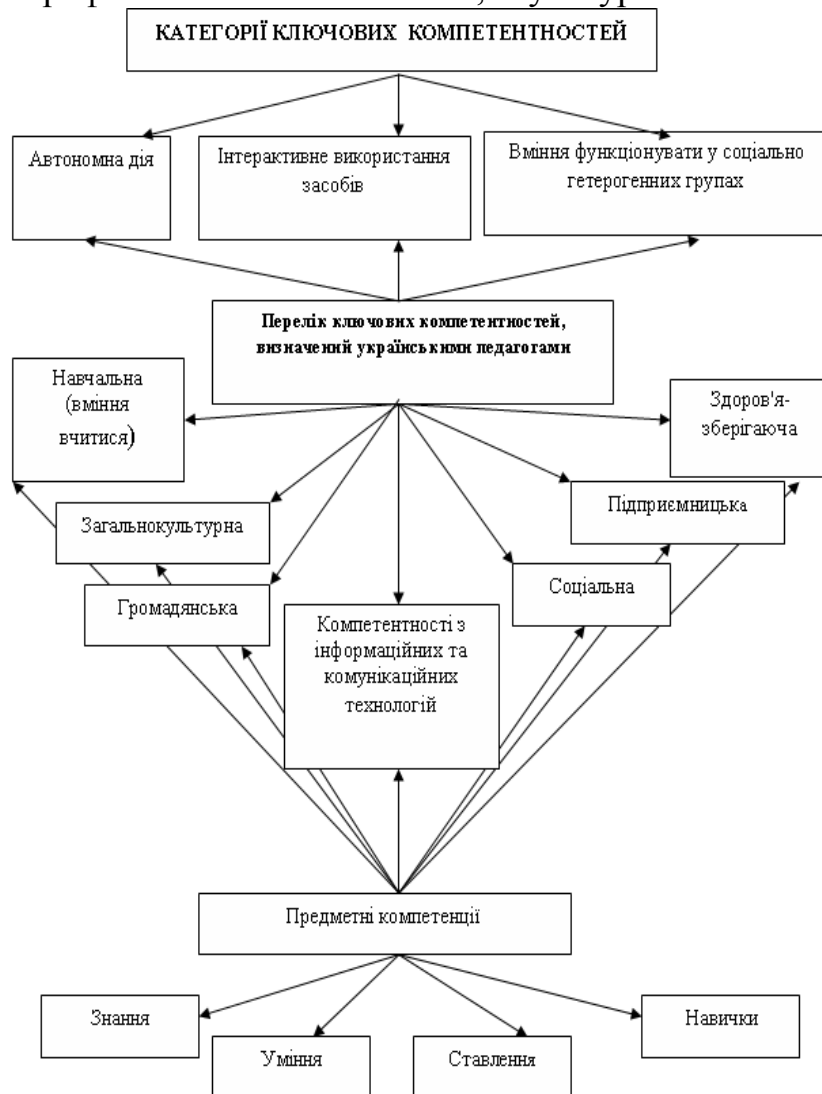 КАТЕГОРІЇ КЛЮЧОВИХ КОМПЕТЕНТНОСТЕЙ
Автономна дія
Інтерактивне використання
засобів
Вміння функціонувати у соціально
гетерогенних групах
Перелік ключових компетентностей,
визначений українськими педагогами
Навчальна
(вміння
вчитися)
Здоров'я-
зберігаюча
Загальнокультурна
Підприємницька
Громадянська
Соціальна
Компетентності з
інформаційних та
комунікаційних
технологій
Предметні компетенції
Знання
Навички
Уміння
Ставлення